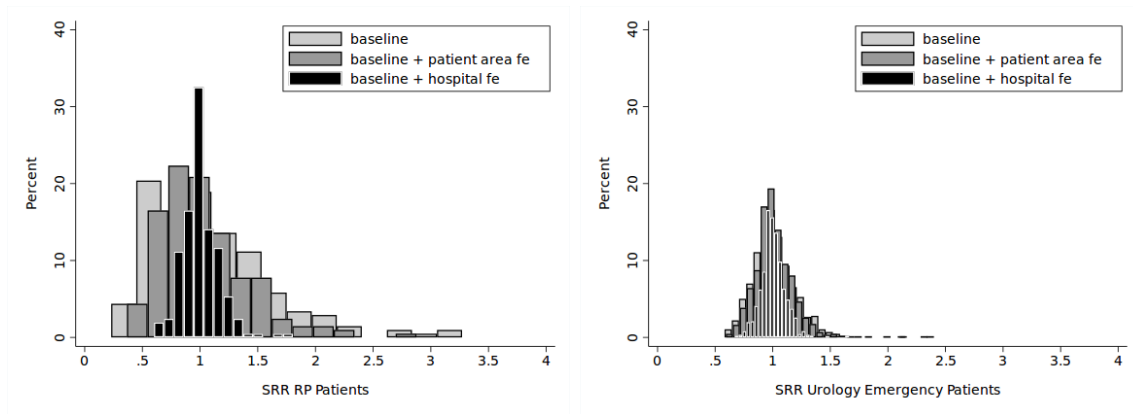 40
30
20
10
0
Percent
baseline
baseline + patient area fe
baseline + hospital fe
0 .5 1 1.5 2 2.5 3 3.5 4
SRR RP Patients
40
30
20
10
0
Percent
baseline
baseline + patient area fe
baseline + hospital fe
0 .5 1 1.5 2 2.5 3 3.5 4
SRR Urology Emergency Patients